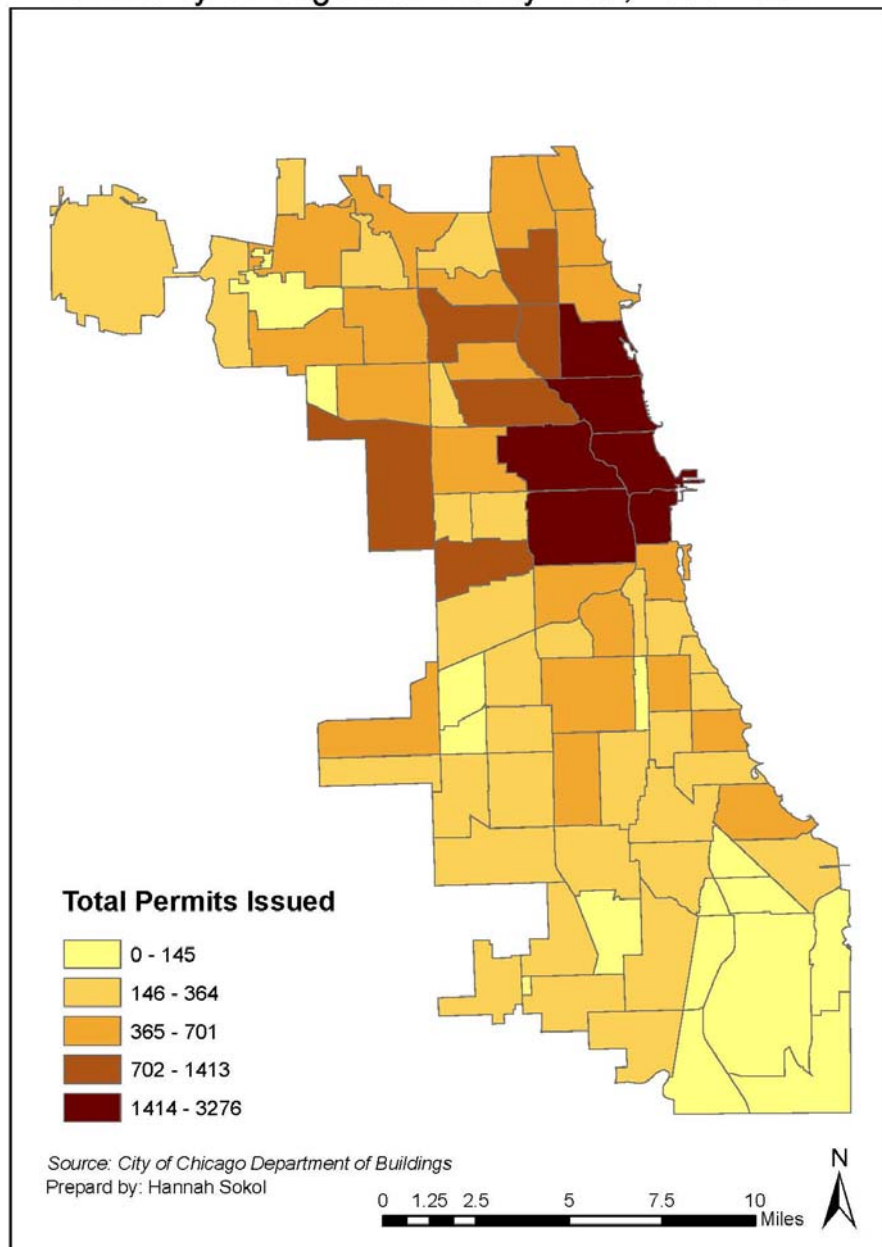 Total Permits Issued
0 - 145
146 - 364
365 - 701
702 - 1413
1414 - 3276
Source: City of Chicago Department of Buildings
Prepard by: Hannah Sokol
N
0 1.25 2.5 5 7.5 10
Miles